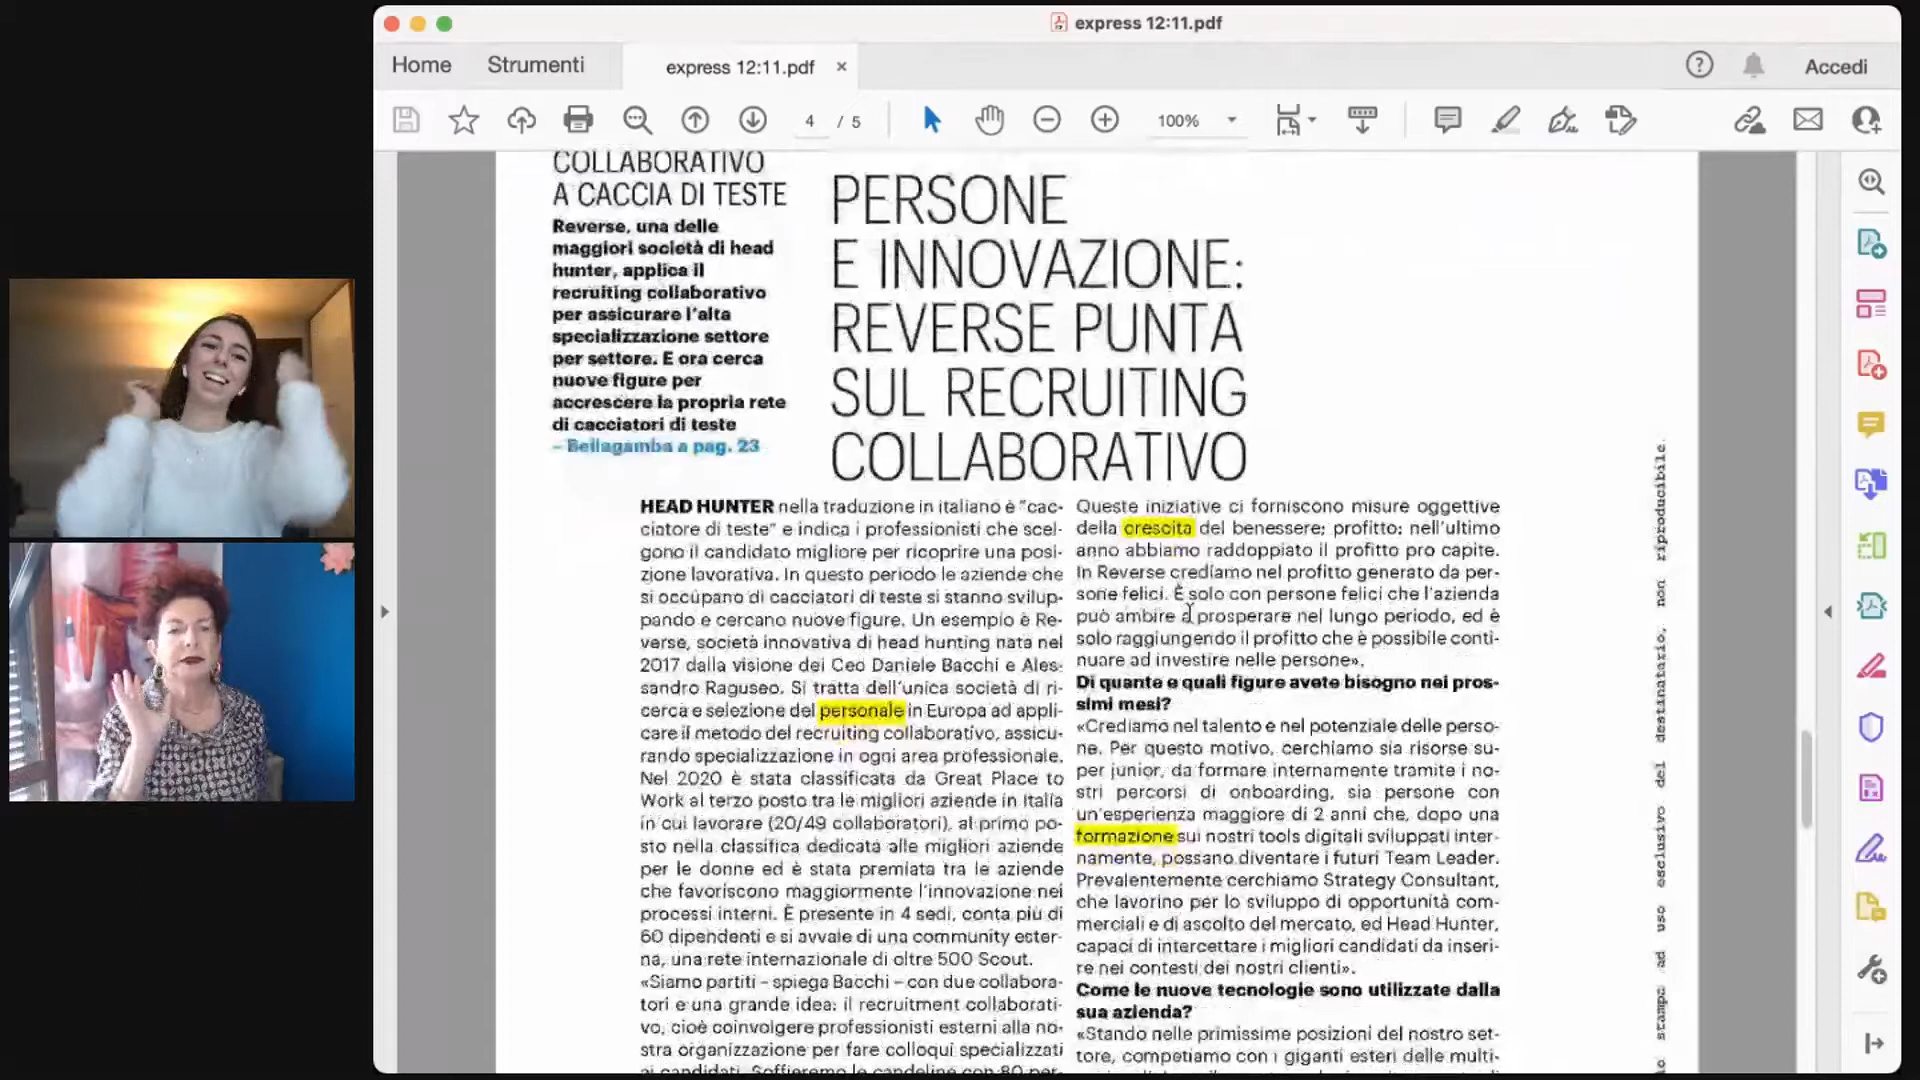 express 12:11.pdf
Home
Strumenti
express 12:11.pdf
Accedi
4 / 5
100%
COLLABORATIVO
A CACCIA DI TESTE
Reverse, una delle
maggiori società di head
hunter, applica il
recruiting collaborativo
per assicurare l'alta
specializzazione settore
per settore. E ora cerca
nuove figure per
accrescere la propria rete
di cacciatori di teste
– Bellagamba a pag. 23
PERSONE
E INNOVAZIONE:
REVERSE PUNTA
SUL RECRUITING
COLLABORATIVO
HEAD HUNTER nella traduzione in italiano è "cac-
ciatore di teste" e indica i professionisti che scel-
gono il candidato migliore per ricoprire una posi-
zione lavorativa. In questo periodo le aziende che
si occupano di cacciatori di teste si stanno svilup-
pando e cercano nuove figure. Un esempio è Re-
verse, società innovativa di head hunting nata nel
2017 dalla visione dei Ceo Daniele Bacchi e Ales-
sandro Raguseo. Si tratta dell'unica società di ri-
cerca e selezione del personale in Europa ad appli-
care il metodo del recruiting collaborativo, assicu-
rando specializzazione in ogni area professionale.
Nel 2020 è stata classificata da Great Place to
Work al terzo posto tra le migliori aziende in Italia
in cui lavorare (20/49 collaboratori), al primo po-
sto nella classifica dedicata alle migliori aziende
per le donne ed è stata premiata tra le aziende
che favoriscono maggiormente l'innovazione nei
processi interni. È presente in 4 sedi, conta più di
60 dipendenti e si avvale di una community ester-
na, una rete internazionale di oltre 500 Scout.
«Siamo partiti – spiega Bacchi – con due collabora-
tori e una grande idea: il recruitment collaborati-
vo, cioè coinvolgere professionisti esterni alla no-
stra organizzazione per fare colloqui specializzati
ai candidati. Soffieremo le candeline con 80 per-
Queste iniziative ci forniscono misure oggettive
della crescita del benessere; profitto: nell'ultimo
anno abbiamo raddoppiato il profitto pro capite.
In Reverse crediamo nel profitto generato da per-
sone felici. È solo con persone felici che l'azienda
può ambire a prosperare nel lungo periodo, ed è
solo raggiungendo il profitto che è possibile conti-
nuare ad investire nelle persone».
Di quante e quali figure avete bisogno nei pros-
simi mesi?
«Crediamo nel talento e nel potenziale delle perso-
ne. Per questo motivo, cerchiamo sia risorse su-
per junior, da formare internamente tramite i no-
stri percorsi di onboarding, sia persone con
un'esperienza maggiore di 2 anni che, dopo una
formazione sui nostri tools digitali sviluppati inter-
namente, possano diventare i futuri Team Leader.
Prevalentemente cerchiamo Strategy Consultant,
che lavorino per lo sviluppo di opportunità com-
merciali e di ascolto del mercato, ed Head Hunter,
capaci di intercettare i migliori candidati da inseri-
re nei contesti dei nostri clienti».
Come le nuove tecnologie sono utilizzate dalla
sua azienda?
«Stando nelle primissime posizioni del nostro set-
tore, competiamo con i giganti esteri delle multi-
stampa ad uso esclusivo del destinatario, non riproducibile.